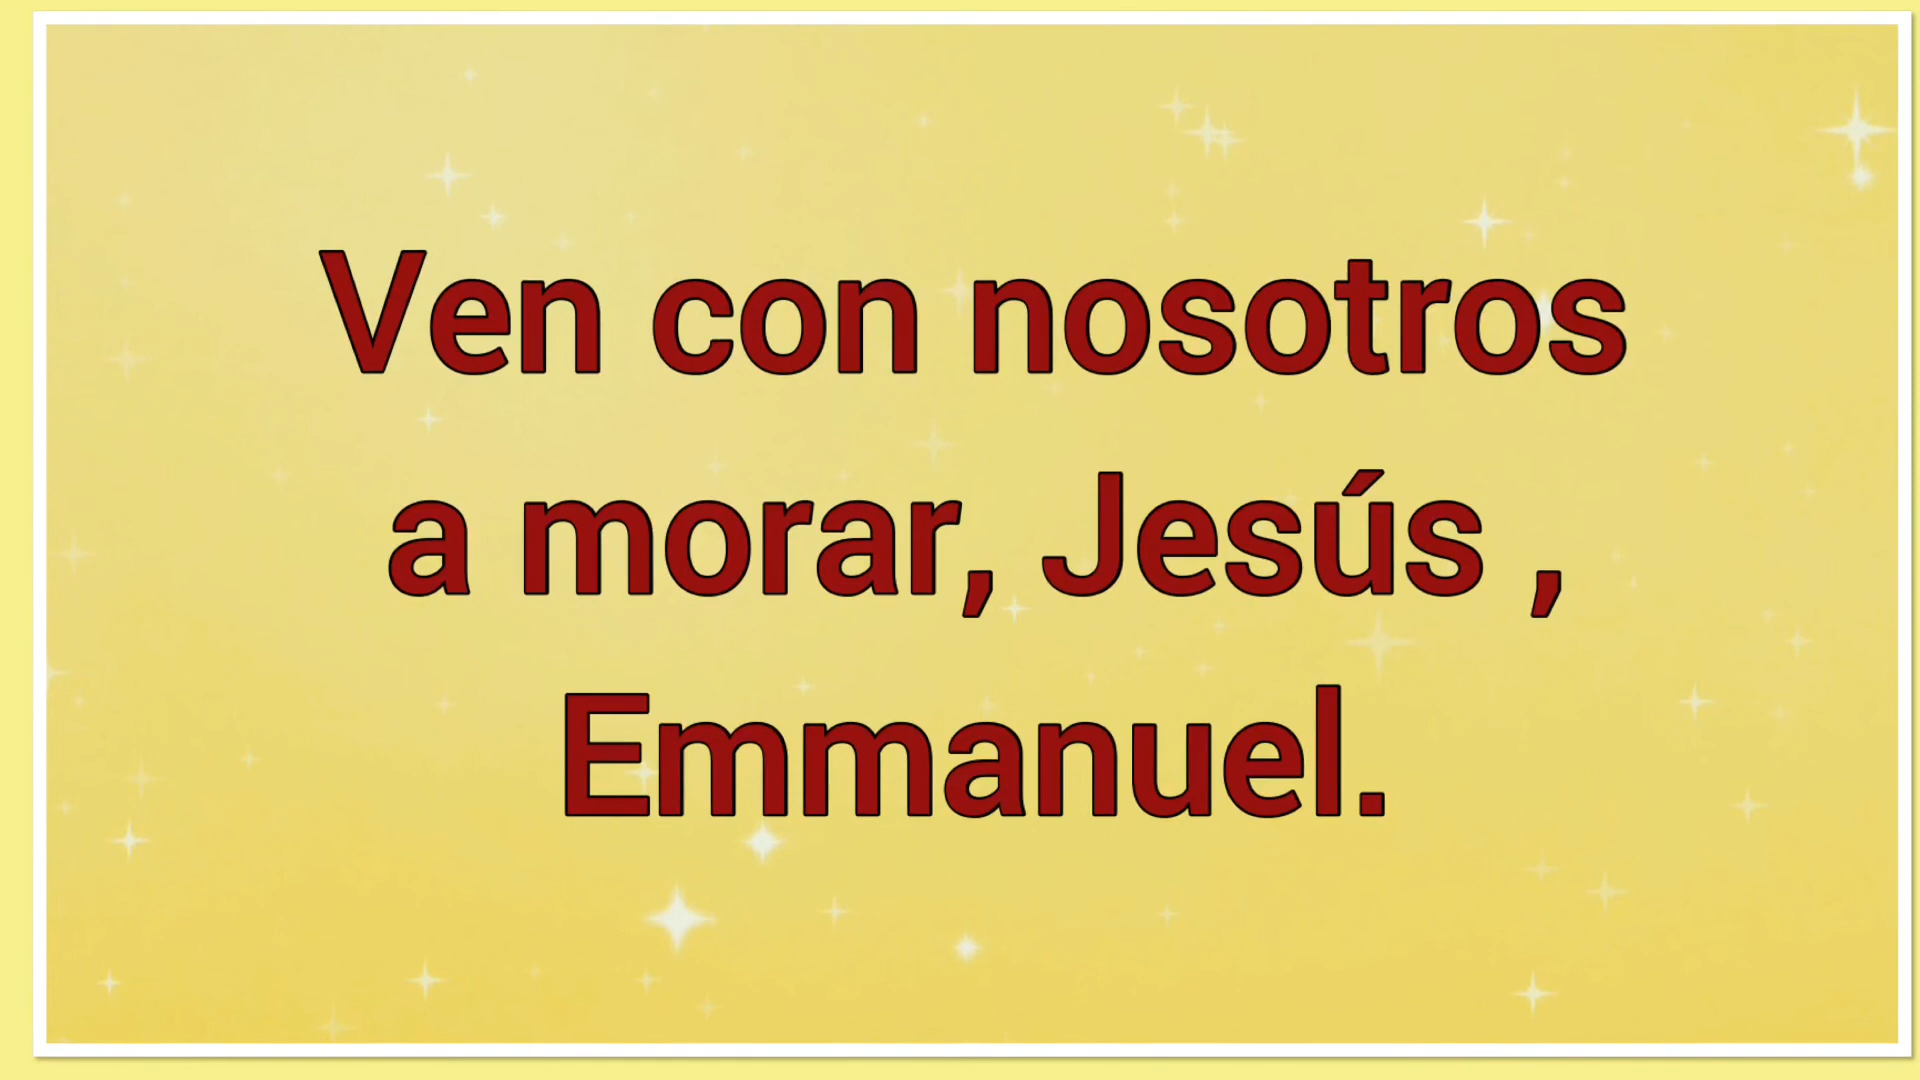 Ven con nosotros
a morar, Jesús ,
Emmanuel.